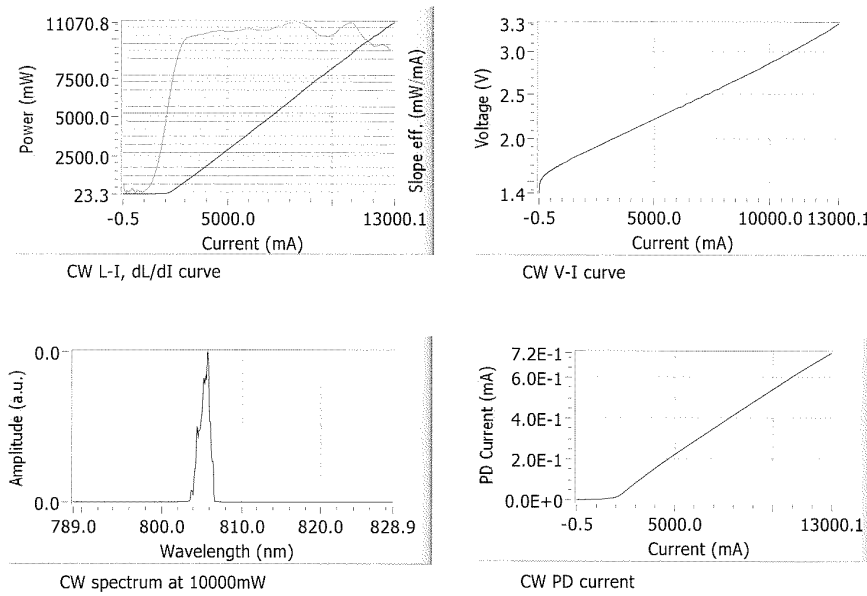 11070.8
7500.0
5000.0
2500.0
23.3
Power (mW)
Slope eff. (mW/mA)
-0.5 5000.0 13000.1
Current (mA)
CW L-I, dL/dI curve
3.3
3.0
2.5
2.0
1.4
Voltage (V)
-0.5 5000.0 10000.0 13000.1
Current (mA)
CW V-I curve
0.0
0.0
Amplitude (a.u.)
789.0 800.0 810.0 820.0 828.9
Wavelength (nm)
CW spectrum at 10000mW
7.2E-1
6.0E-1
4.0E-1
2.0E-1
0.0E+0
PD Current (mA)
-0.5 5000.0 13000.1
Current (mA)
CW PD current